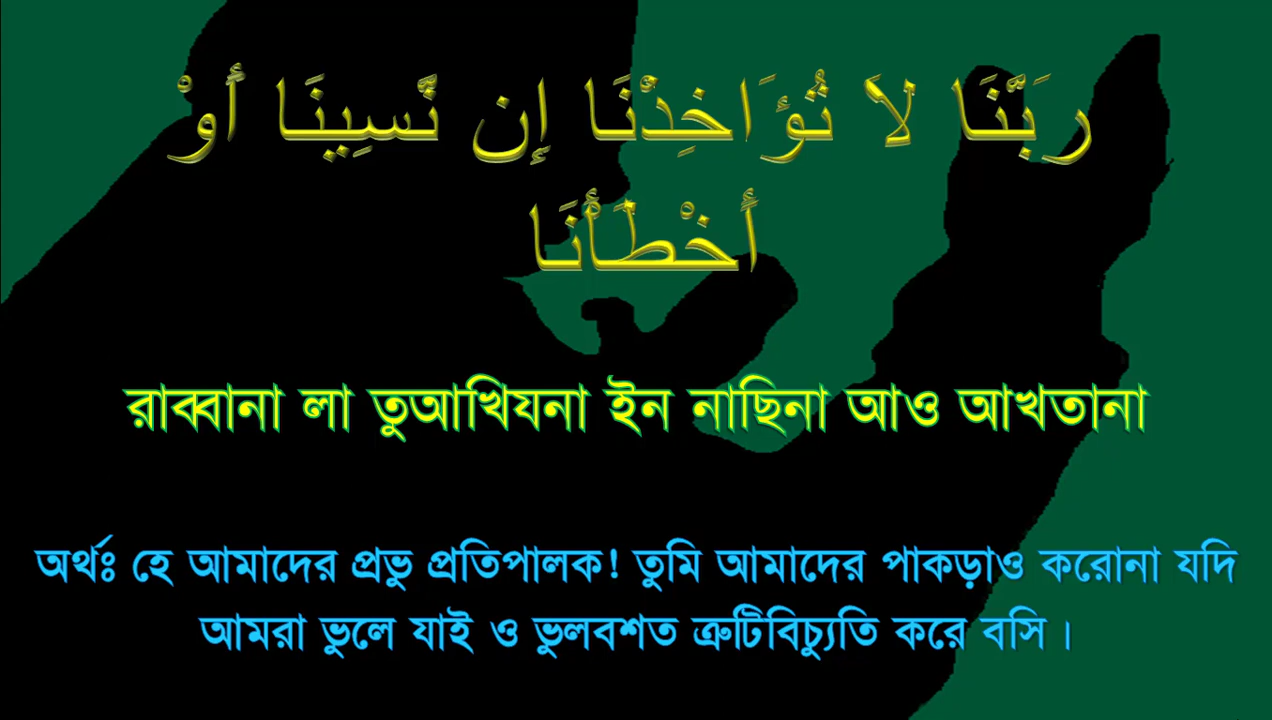 رَبَّنَا لَا تُؤَاخِذْنَا إِن نَّسِينَا أَوْ
أَخْطَأْنَا
রাব্বানা লা তুআখিযনা ইন নাছিনা আও আখতানা
অর্থঃ হে আমাদের প্রভু প্রতিপালক! তুমি আমাদের পাকড়াও করোনা যদি
আমরা ভুলে যাই ও ভুলবশত ত্রুটিবিচ্যুতি করে বসি।